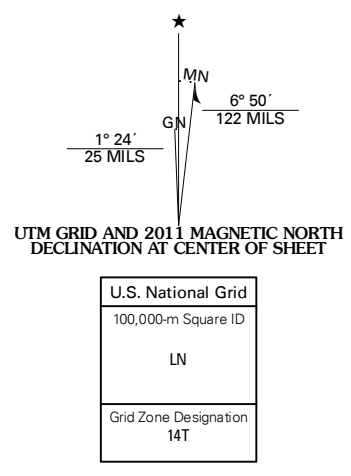 ★
MN
GN
6° 50´
122 MILS
1° 24´
25 MILS
UTM GRID AND 2011 MAGNETIC NORTH
DECLINATION AT CENTER OF SHEET
U.S. National Grid
100,000-m Square ID
LN
Grid Zone Designation
14T